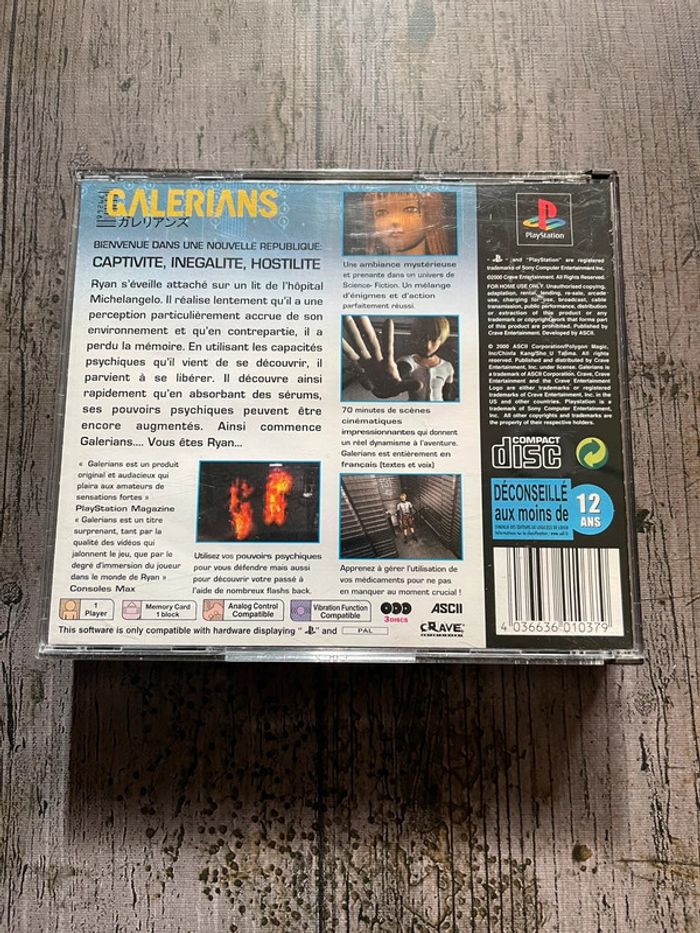 GALERIANS
ガレリアンズ
BIENVENUE DANS UNE NOUVELLE REPUBLIQUE:
CAPTIVITE, INEGALITE, HOSTILITE
Ryan s'éveille attaché sur un lit de l'hôpital
Michelangelo. Il réalise lentement qu'il a une
perception particulièrement accrue de son
environnement et qu'en contrepartie, il a
perdu la mémoire. En utilisant les capacités
psychiques qu'il vient de se découvrir, il
parvient à se libérer. Il découvre ainsi
rapidement qu'en absorbant des sérums,
ses pouvoirs psychiques peuvent être
encore augmentés. Ainsi commence
Galerians.... Vous êtes Ryan...
« Galerians est un produit
original et audacieux qui
plaira aux amateurs de
sensations fortes »
PlayStation Magazine
« Galerians est un titre
surprenant, tant par la
qualité des vidéos qui
jalonnent le jeu, que par le
degré d'immersion du joueur
dans le monde de Ryan »
Consoles Max
Utilisez vos pouvoirs psychiques
pour vous défendre mais aussi
pour découvrir votre passé à
l'aide de nombreux flashs back.
Une ambiance mystérieuse
et prenante dans un univers de
Science- Fiction. Un mélange
d'énigmes et d'action
parfaitement réussi.
70 minutes de scènes
cinématiques
impressionnantes qui donnent
un réel dynamisme à l'aventure.
Galerians est entièrement en
français (textes et voix)
Apprenez à gérer l'utilisation de
vos médicaments pour ne pas
en manquer au moment crucial !
1
Player
Memory Card
1 block
Analog Control
Compatible
Vibration Function
Compatible
3 DISCS
ASCII
CRAVE
ENTERTAINMENT
This software is only compatible with hardware displaying " " and PAL
PlayStation
" " and "PlayStation" are registered
trademarks of Sony Computer Entertainment Inc.
©2000 Crave Entertainment. All Rights Reserved.
FOR HOME USE ONLY. Unauthorised copying,
adaptation, rental, lending, re-sale, arcade
use, charging for use, broadcast, cable
transmission, public performance, distribution
or extraction of this product or any
trademark or copyright work that forms part
of this product are prohibited. Published by
Crave Entertainment. Developed by ASCII.
© 2000 ASCII Corporation/Polygon Magic,
Inc/Chinfa Kang/Sho_U Tajima. All rights
reserved. Published and distributed by Crave
Entertainment, Inc. under license. Galerians is
a trademark of ASCII Corporation. Crave, Crave
Entertainment and the Crave Entertainment
Logo are either trademarks or registered
trademarks of Crave Entertainment, Inc. in the
US and other countries. Playstation is a
trademark of Sony Computer Entertainment,
Inc. All other copyrights and trademarks are
the property of their respective holders.
COMPACT
disc
DÉCONSEILLÉ
aux moins de
12
ANS
4 036636 010379